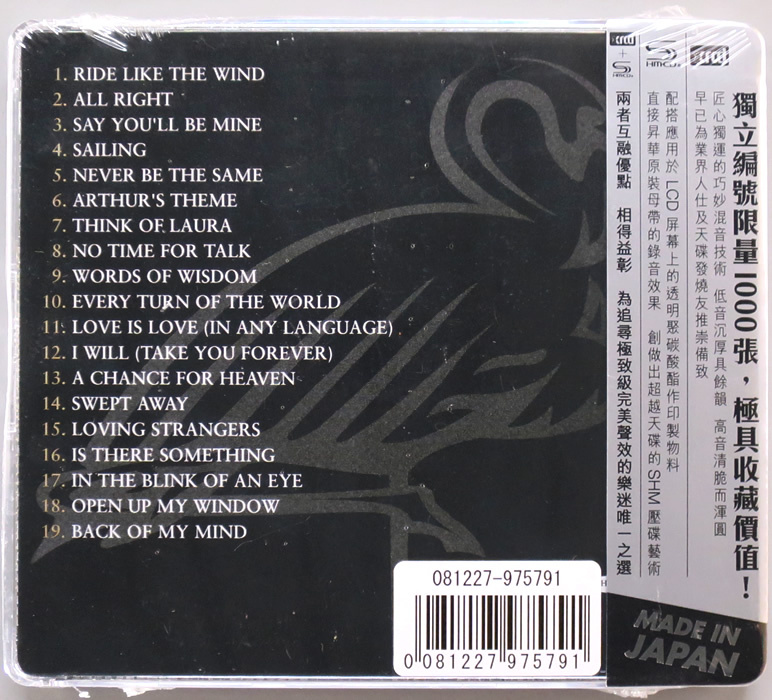 1. RIDE LIKE THE WIND
2. ALL RIGHT
3. SAY YOU'LL BE MINE
4. SAILING
5. NEVER BE THE SAME
6. ARTHUR'S THEME
7. THINK OF LAURA
8. NO TIME FOR TALK
9. WORDS OF WISDOM
10. EVERY TURN OF THE WORLD
11. LOVE IS LOVE (IN ANY LANGUAGE)
12. I WILL (TAKE YOU FOREVER)
13. A CHANCE FOR HEAVEN
14. SWEPT AWAY
15. LOVING STRANGERS
16. IS THERE SOMETHING
17. IN THE BLINK OF AN EYE
18. OPEN UP MY WINDOW
19. BACK OF MY MIND
081227-975791
0 081227 975791
獨立編號限量1000張，極具收藏價值！
匠心獨運的巧妙混音技術 低音沉厚具餘韻 高音清脆而渾圓
早已為業界人仕及天碟發燒友推崇備致
配搭應用於LCD屏幕上的透明聚碳酸酯作印製物料
直接昇華原裝母帶的錄音效果 創做出超越天碟的SHM壓碟藝術
兩者互融優點 相得益彰 為追尋極致級完美聲效的樂迷唯一之選
MADE IN
JAPAN